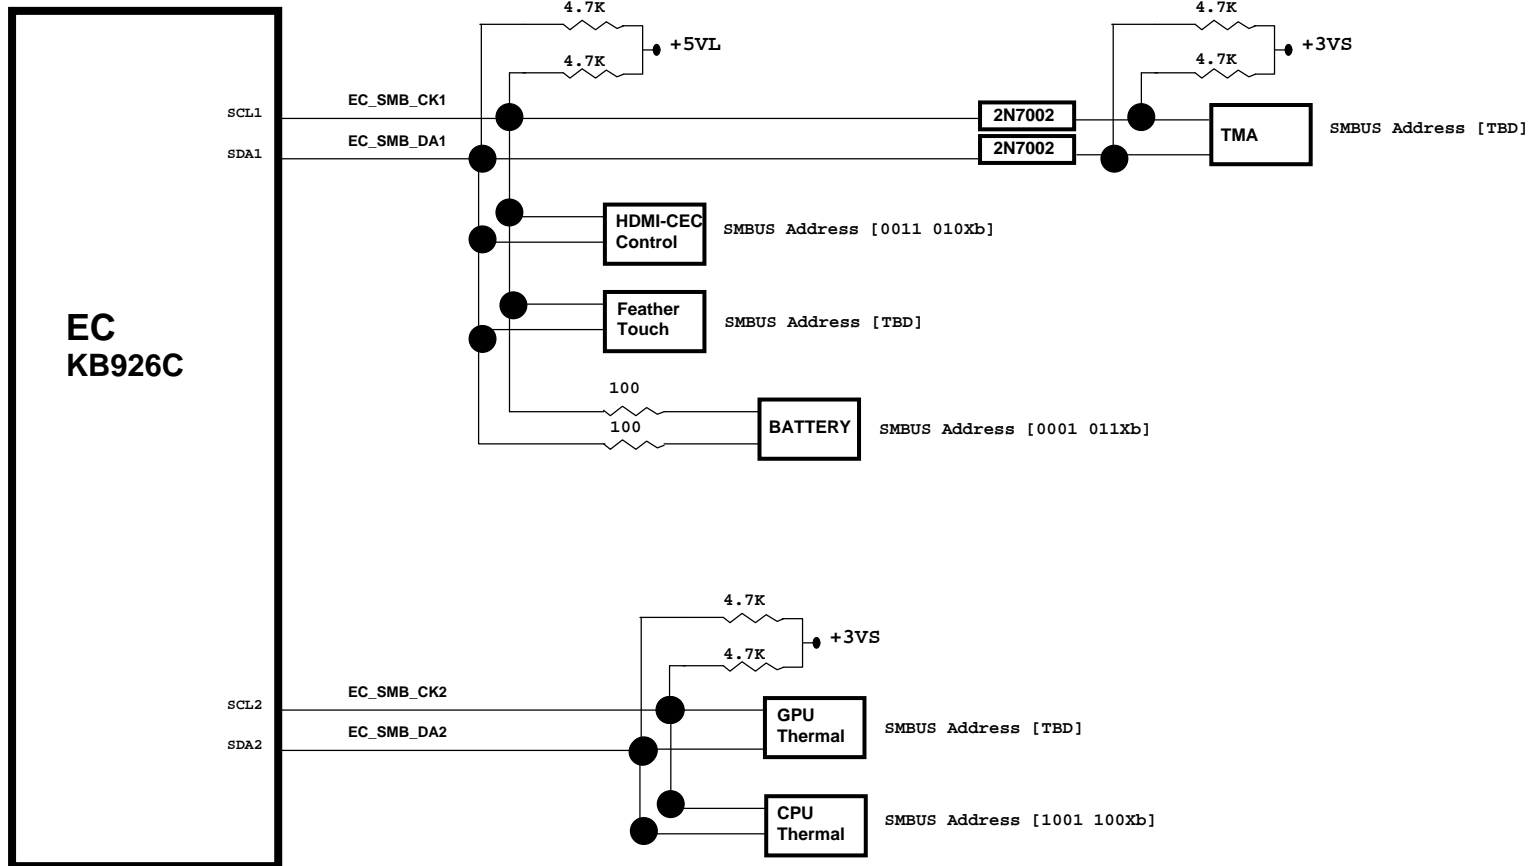 4.7K
4.7K
+5VL
4.7K
4.7K
+3VS
SCL1
EC_SMB_CK1
2N7002
SDA1
EC_SMB_DA1
2N7002
TMA
SMBUS Address [TBD]
HDMI-CEC
Control
SMBUS Address [0011 010Xb]
Feather
Touch
SMBUS Address [TBD]
EC
KB926C
100
100
BATTERY
SMBUS Address [0001 011Xb]
4.7K
4.7K
+3VS
SCL2
EC_SMB_CK2
SDA2
EC_SMB_DA2
GPU
Thermal
SMBUS Address [TBD]
CPU
Thermal
SMBUS Address [1001 100Xb]